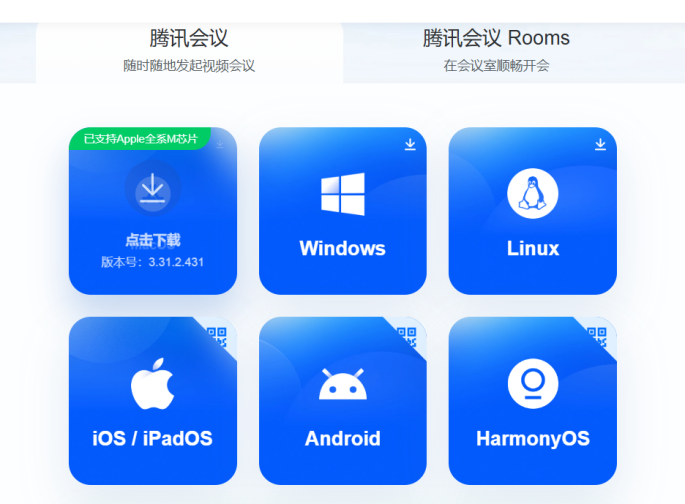 腾讯会议
随时随地发起视频会议
腾讯会议 Rooms
在会议室顺畅开会
已支持Apple全系M芯片
点击下载
版本号：3.31.2.431
Windows
Linux
iOS / iPadOS
Android
HarmonyOS